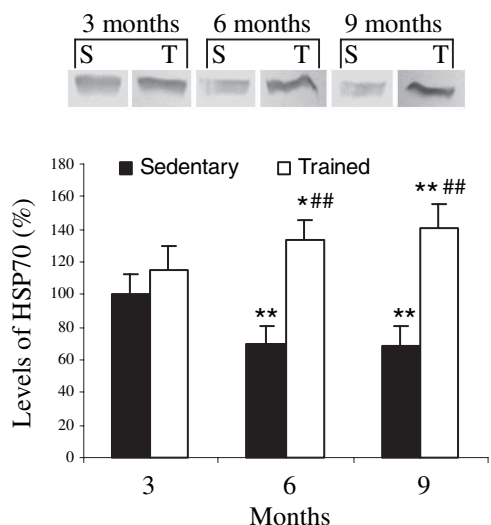 3 months 6 months 9 months
S T S T S T
180
Sedentary Trained
160
** ##
*##
140
120
100
80
**
**
60
40
20
0
Levels of HSP70 (%)
3 6 9
Months